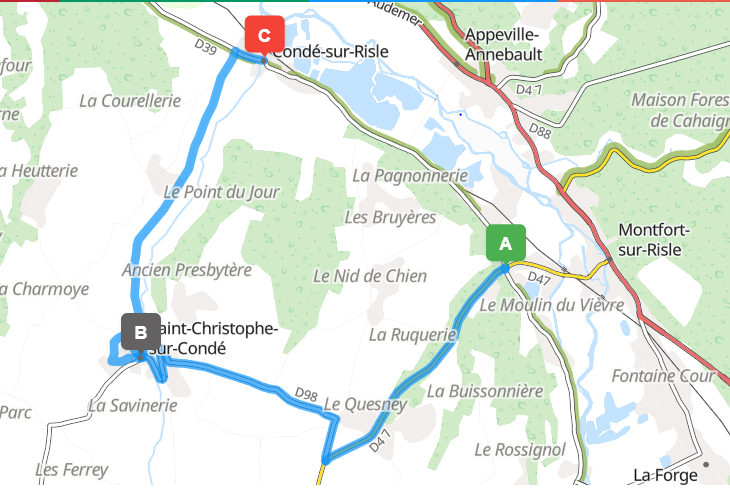 Audemer
C
D39
Condé-sur-Risle
Appeville-
Annebault
La Courellerie
D47
Maison Fores
de Cahaign
D88
a Heutterie
Le Point du Jour
La Pagnonnerie
Les Bruyères
A
Montfort-
sur-Risle
Ancien Presbytère
Le Nid de Chien
D47
a Charmoye
Le Moulin du Vièvre
B
aint-Christophe-
sur-Condé
La Ruquerie
Fontaine Cour
D98
La Buissonnière
La Savinerie
Le Quesney
Parc
D47
Le Rossignol
Les Ferrey
La Forge